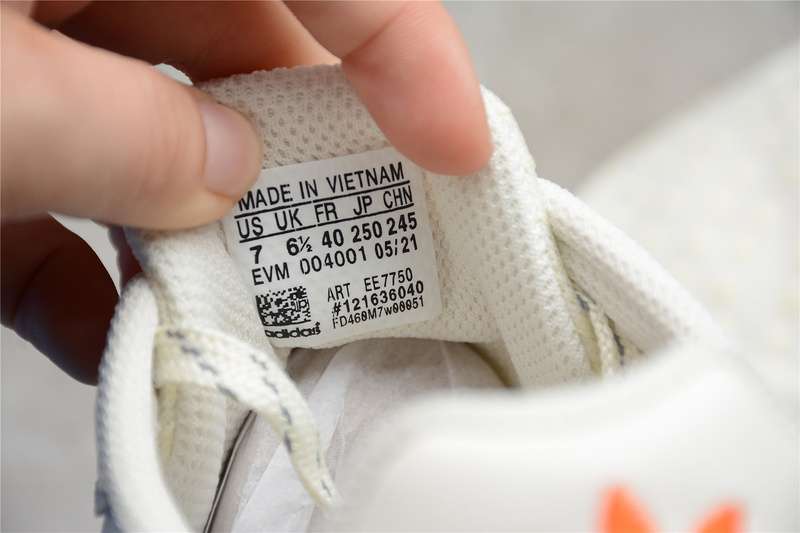 MADE IN VIETNAM
US UK FR JP CHN
7 6½ 40 250 245
EVM 004001 05/21
ART EE7750
#121636040
FD460M7w00051
adidas